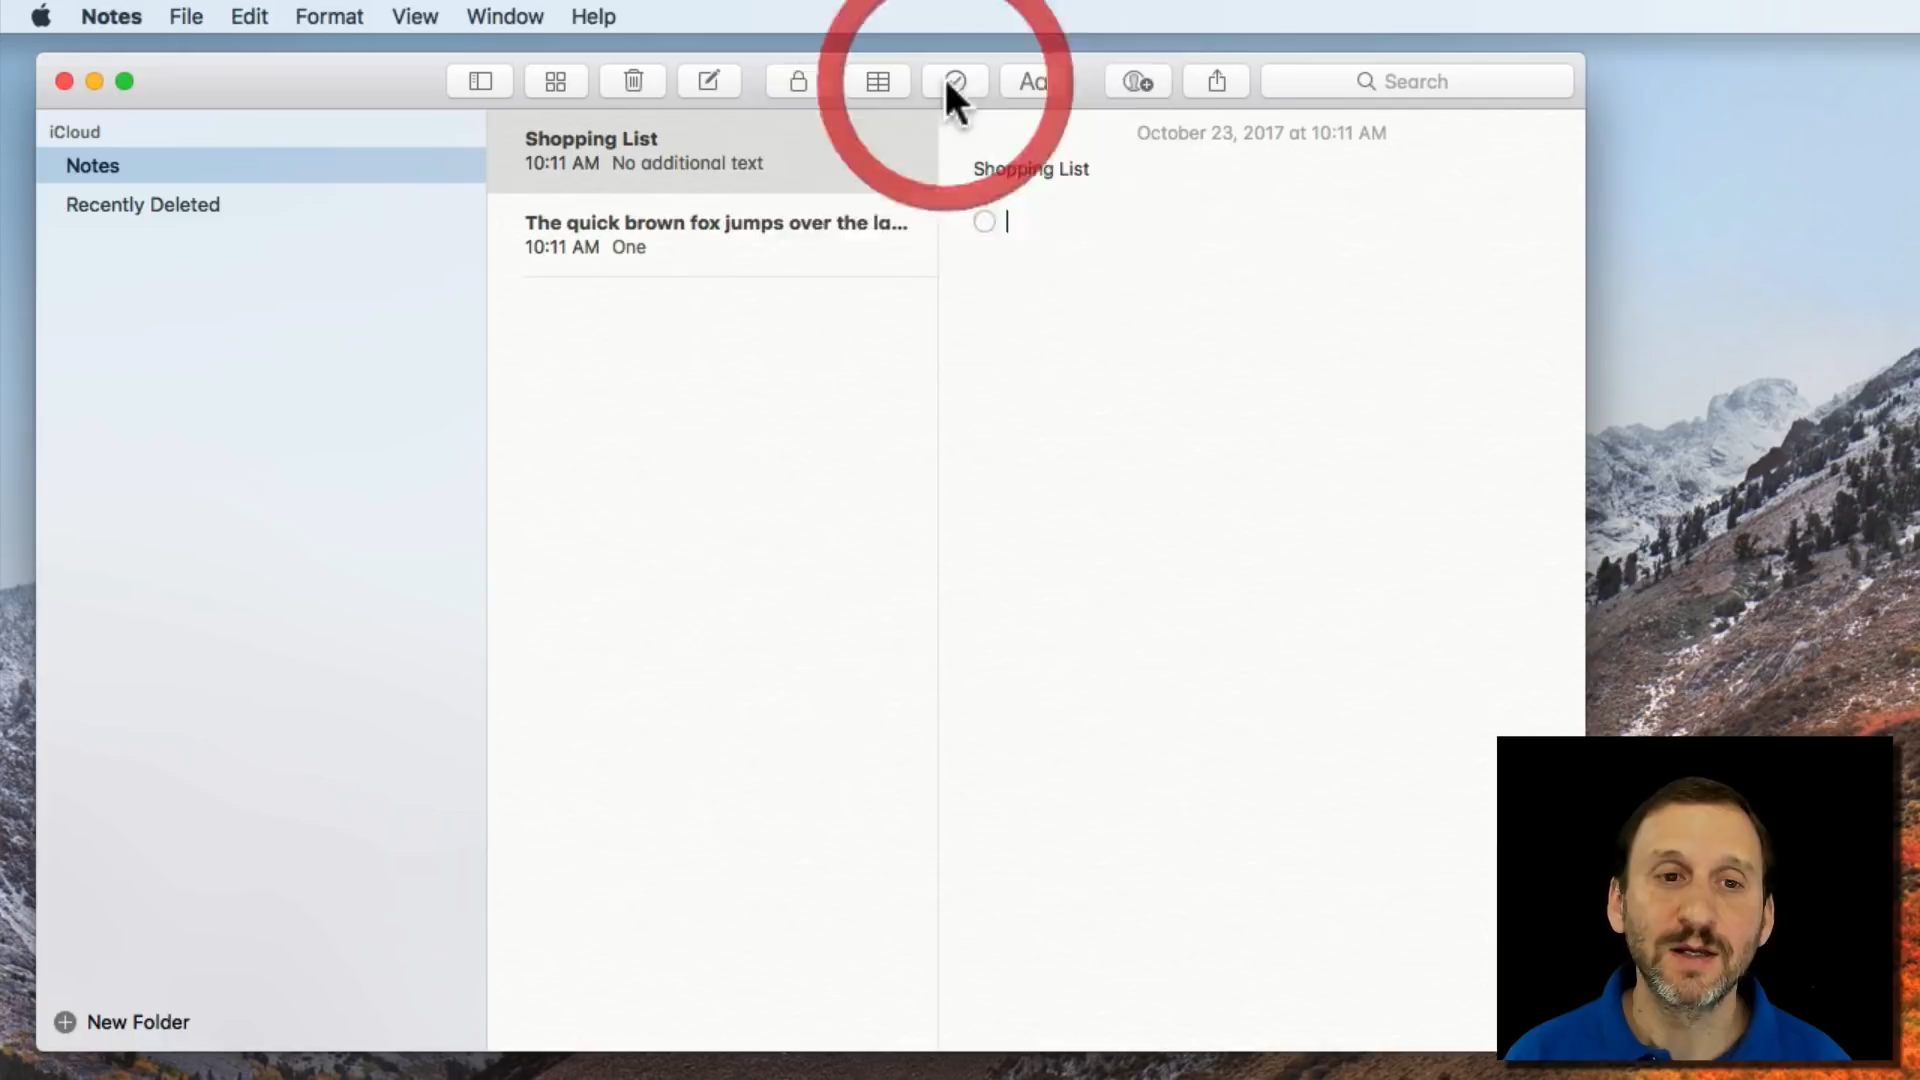 Notes File Edit Format View Window Help
Aa Search
iCloud
Notes
Recently Deleted
New Folder
Shopping List
10:11 AM No additional text
The quick brown fox jumps over the la...
10:11 AM One
October 23, 2017 at 10:11 AM
Shopping List